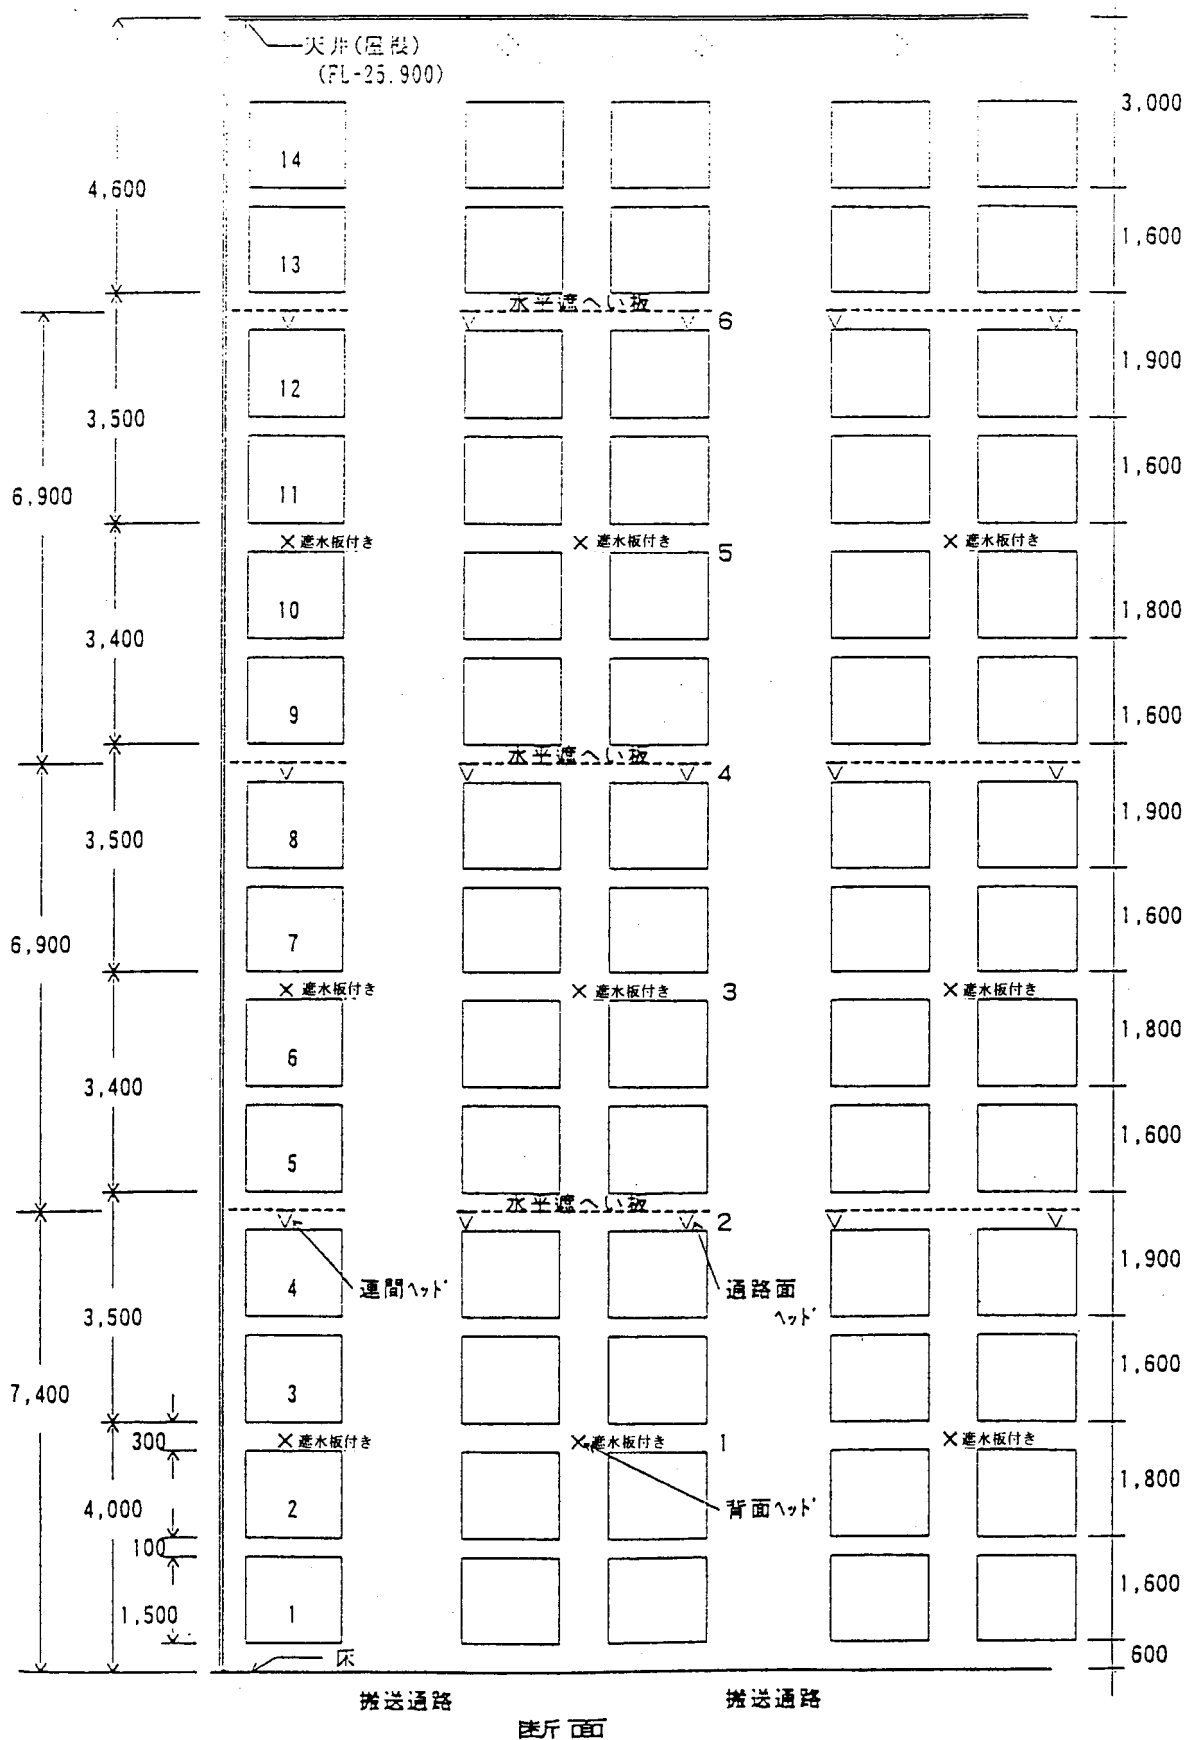 天井(屋根)
(FL-25.900)
3.000
14
4,600
1,600
13
水平遮へい板
6
1,900
12
3,500
1,600
6,900
11
×遮水板付き
×遮水板付き
5
×遮水板付き
10
1,800
3,400
9
1,600
水平遮へい板
4
1,900
8
3,500
1,600
7
6,900
×遮水板付き
×遮水板付き
3
×遮水板付き
1,800
6
3,400
1,600
5
水平遮へい板
2
1,900
4
連間ヘッド
通路面
ヘッド
3,500
1,600
7,400
3
300
×遮水板付き
×遮水板付き
1
×遮水板付き
1,800
4,000
2
背面ヘッド
100
1,600
1,500
1
600
床
搬送通路
搬送通路
断面